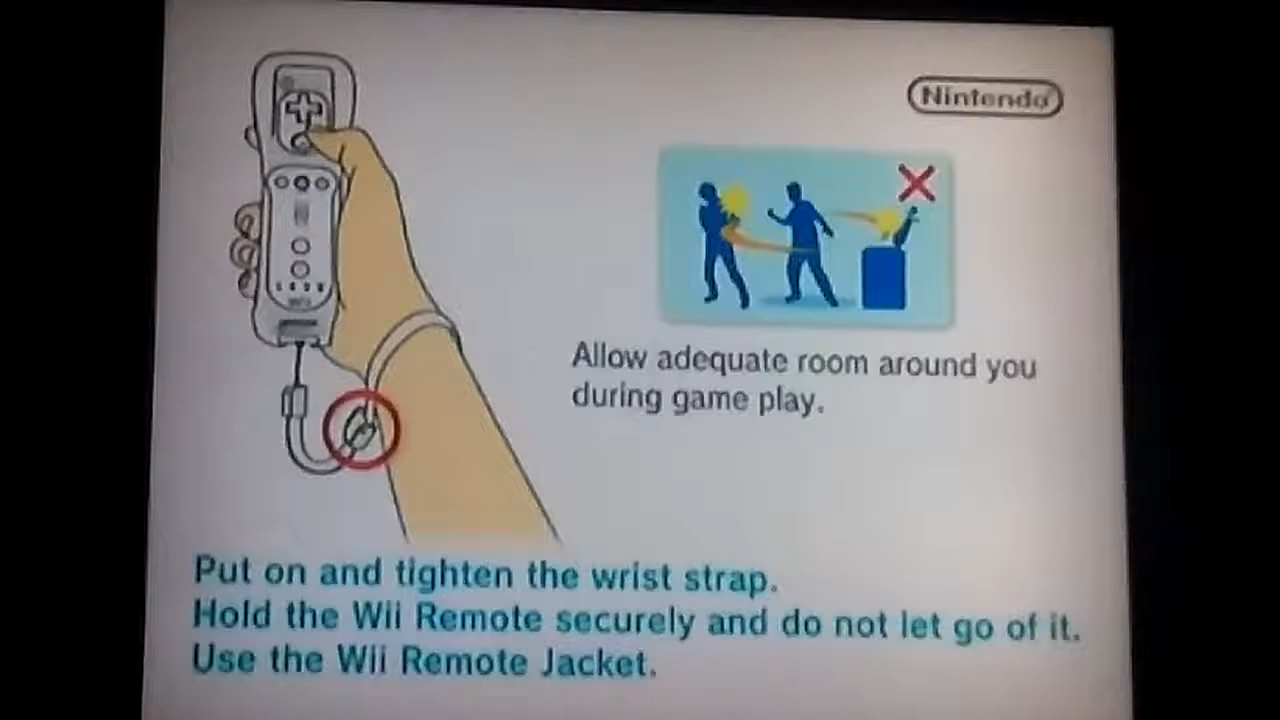 Nintendo
Allow adequate room around you
during game play.
Put on and tighten the wrist strap.
Hold the Wii Remote securely and do not let go of it.
Use the Wii Remote Jacket.